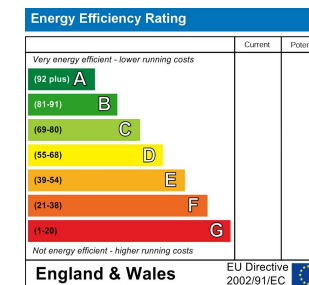 Energy Efficiency Rating
Current Poten
Very energy efficient - lower running costs
(92 plus) A
(81-91) B
(69-80) C
(55-68) D
(39-54) E
(21-38) F
(1-20) G
Not energy efficient - higher running costs
England & Wales
EU Directive
2002/91/EC